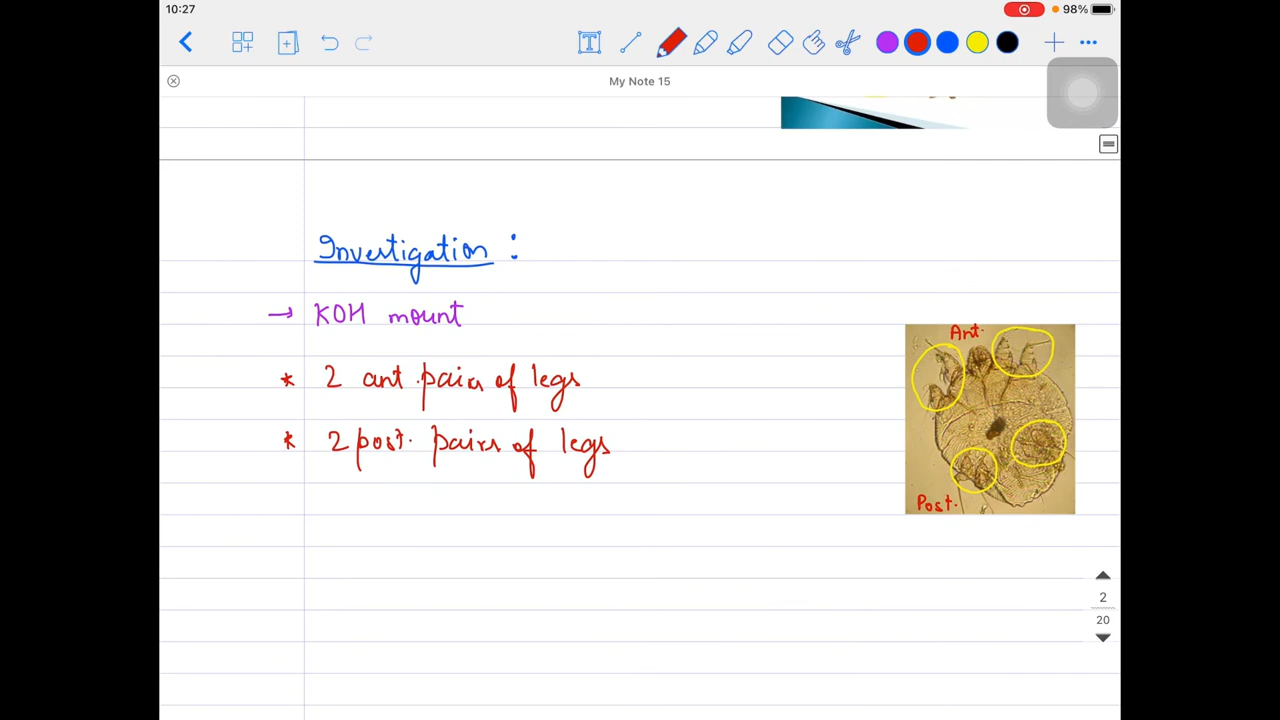 10:27
98%
My Note 15
Investigation :
→ KOH mount
* 2 ant. pairs of legs
* 2 post. pairs of legs
Ant.
Post.
2
20